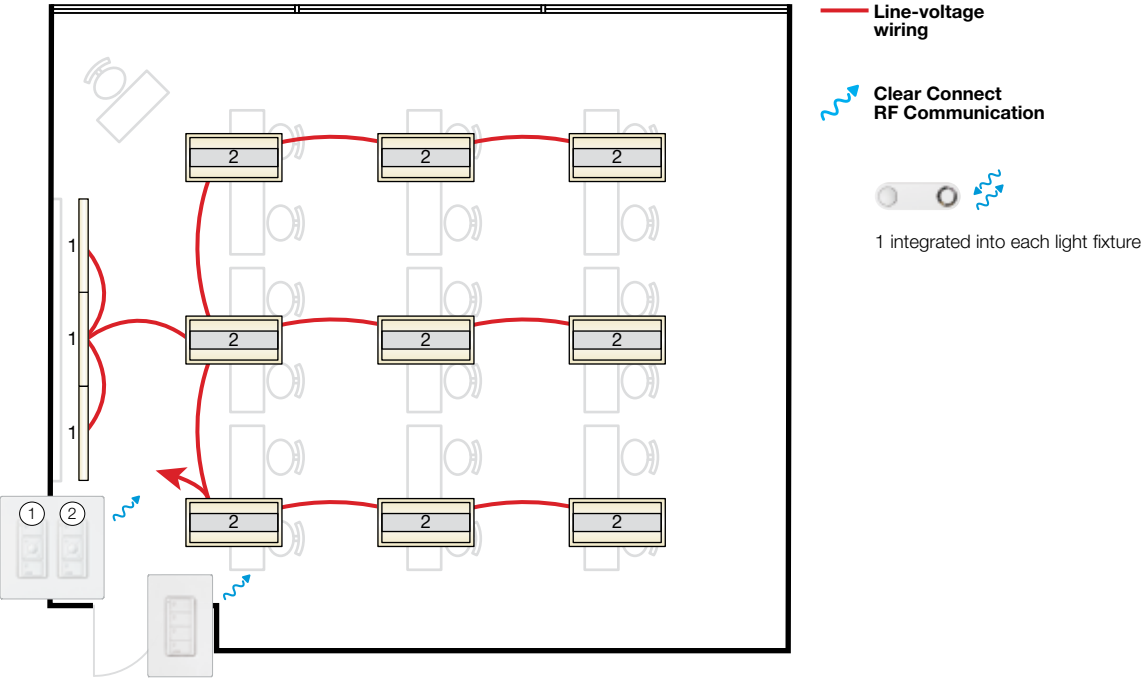 Line-voltage
wiring
Clear Connect
RF Communication
1 integrated into each light fixture
2 2 2
1
1 2 2 2
1
1 2
2 2 2